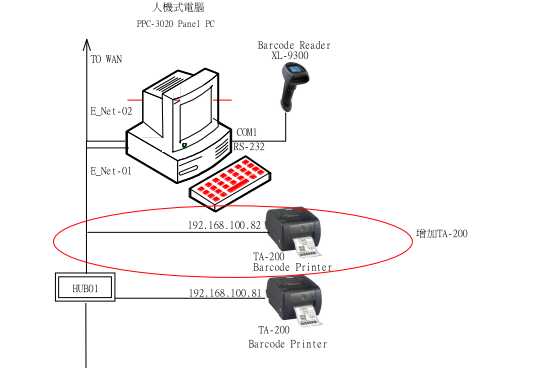 人機式電腦
PPC-3020 Panel PC
Barcode Reader
XL-9300
TO WAN
E_Net-02
COM1
RS-232
E_Net-01
192.168.100.82
增加TA-200
TA-200
Barcode Printer
HUB01
192.168.100.81
TA-200
Barcode Printer